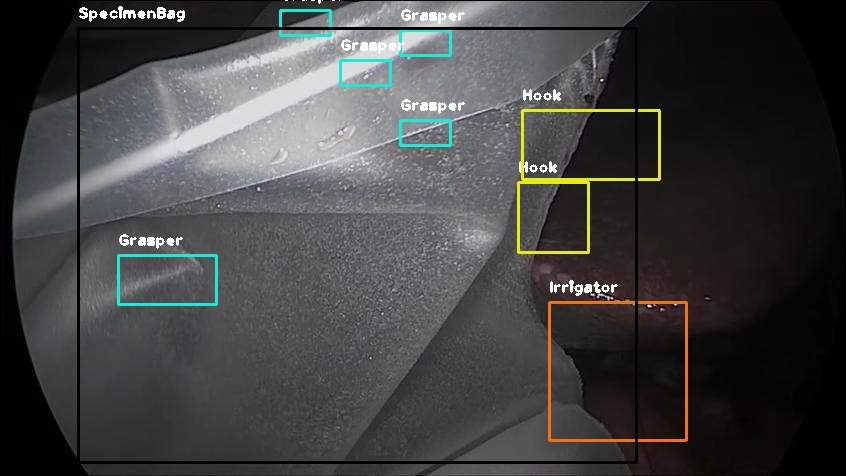 SpecimenBag
Grasper
Grasper
Grasper
Hook
Hook
Grasper
Irrigator